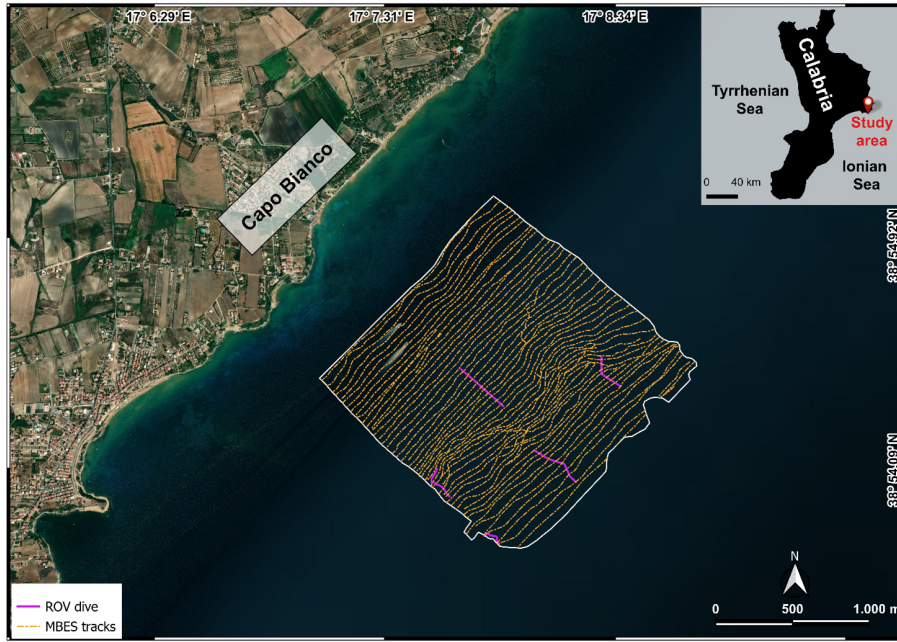 17° 6.29' E
17° 7.31' E
17° 8.34' E
Capo Bianco
Calabria
Tyrrhenian
Sea
Study
area
Ionian
Sea
0 40 km
38° 54.92' N
38° 54.09' N
ROV dive
MBES tracks
N
0 500 1.000 m